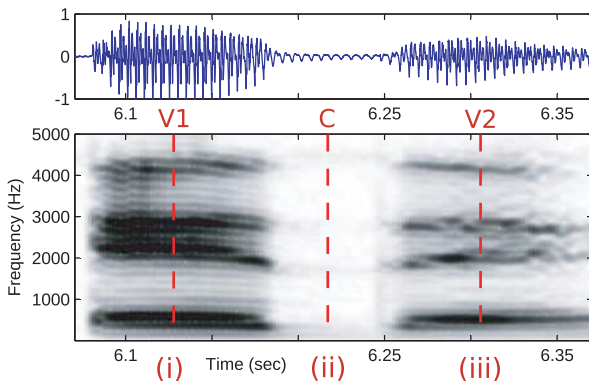 1
0
-1
6.1 6.25 6.35
V1 C V2
5000
4000
3000
2000
1000
Frequency (Hz)
6.1 6.25 6.35
Time (sec)
(i) (ii) (iii)